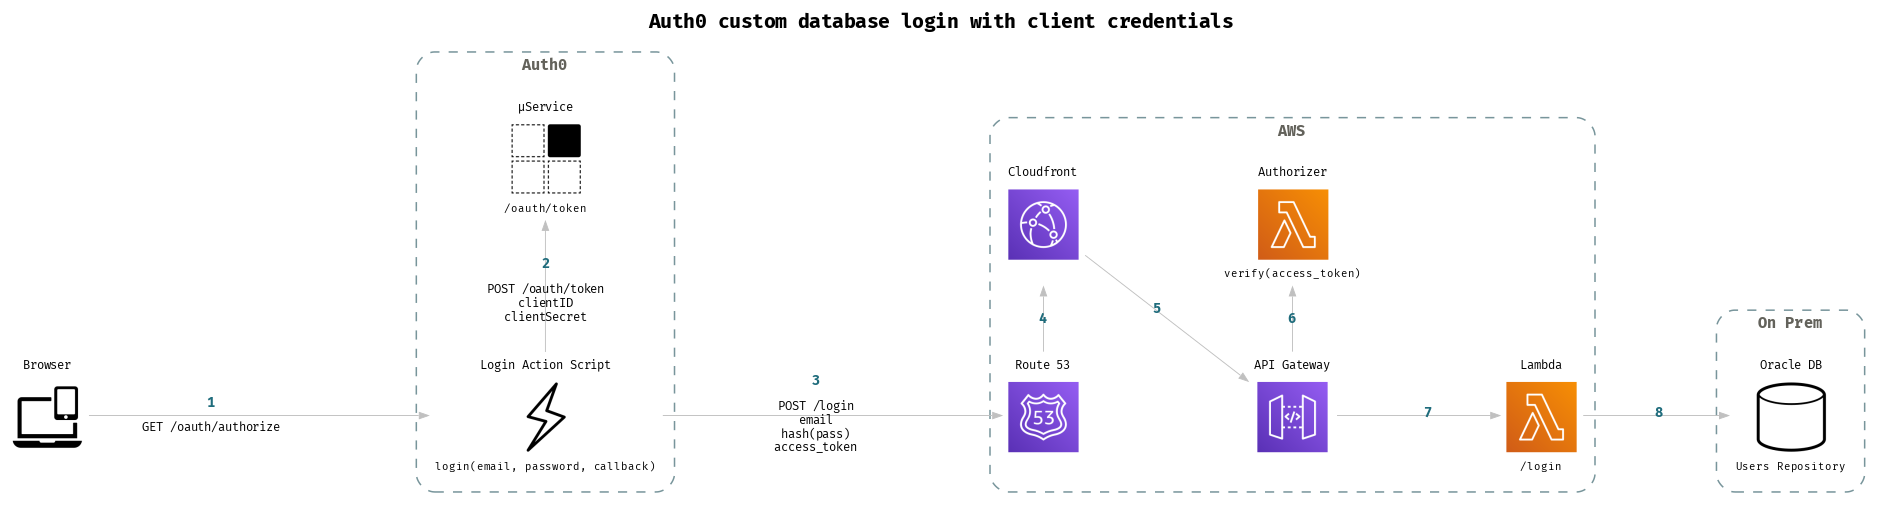 Auth0 custom database login with client credentials
Auth0
µService
/oauth/token
2
POST /oauth/token
clientID
clientSecret
Login Action Script
login(email, password, callback)
Browser
1
GET /oauth/authorize
3
POST /login
email
hash(pass)
access_token
AWS
Cloudfront
Authorizer
verify(access_token)
4
5
6
Route 53
53
API Gateway
</>
7
Lambda
/login
8
On Prem
Oracle DB
Users Repository